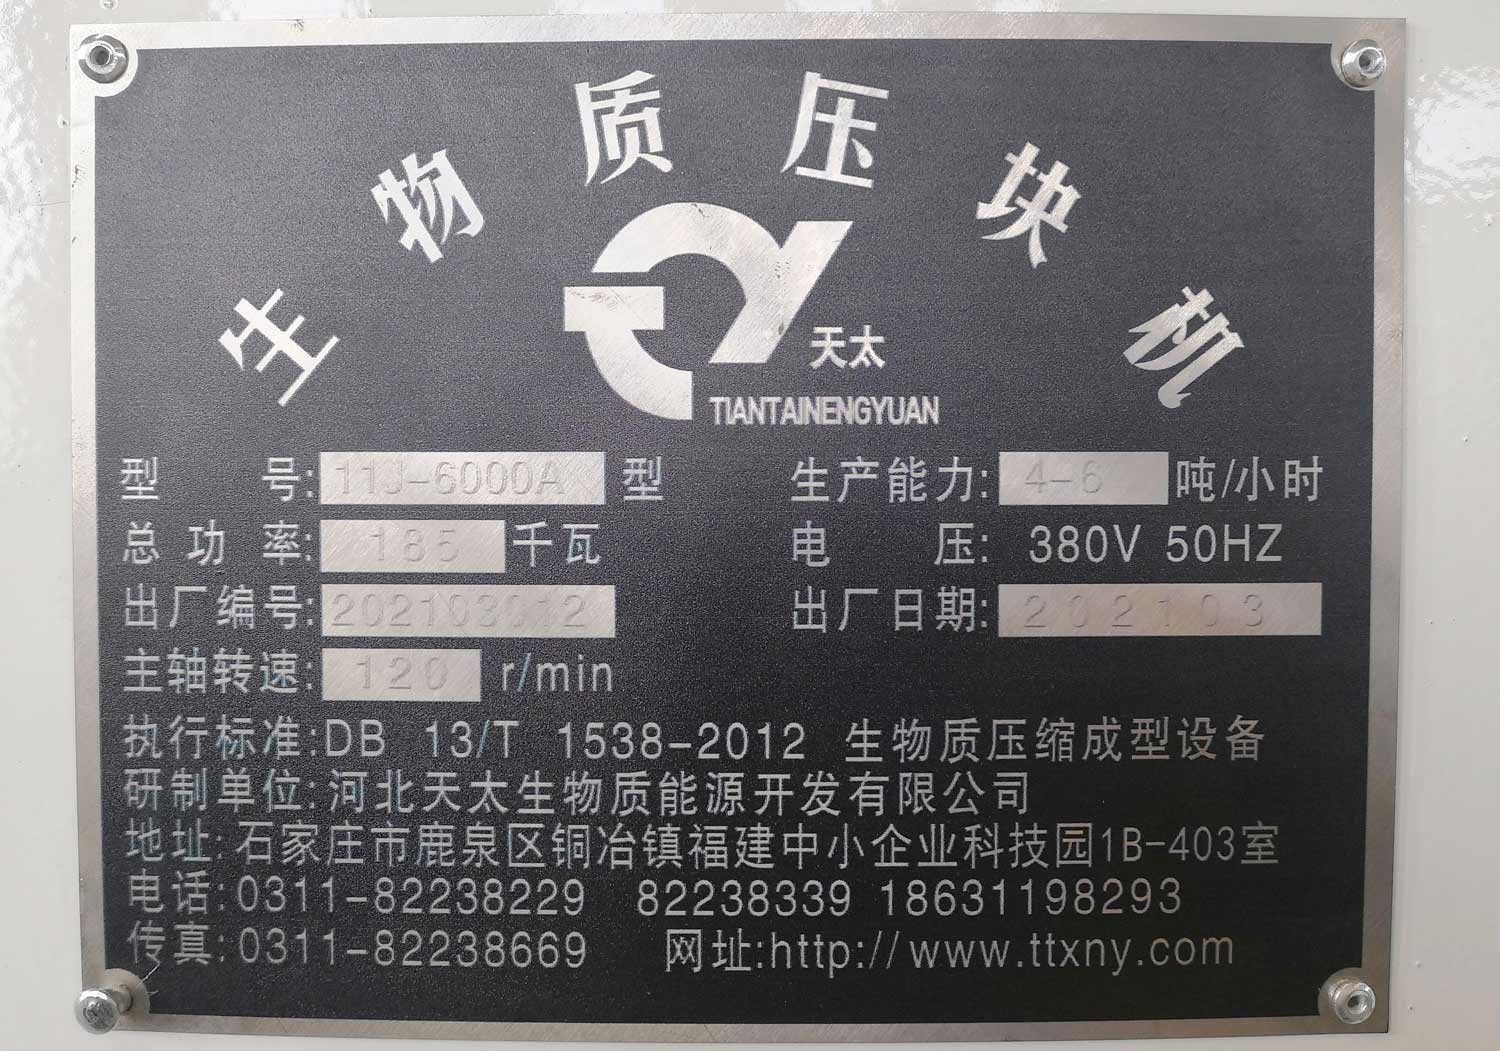 生物质压块机
天太
TIANTAINENGYUAN
型 号: 11J-6000A 型 生产能力: 4-6 吨/小时
总 功 率: 185 千瓦 电 压: 380V 50HZ
出厂编号: 202103012 出厂日期: 202103
主轴转速: 120 r/min
执行标准:DB 13/T 1538-2012 生物质压缩成型设备
研制单位:河北天太生物质能源开发有限公司
地址:石家庄市鹿泉区铜冶镇福建中小企业科技园1B-403室
电话:0311-82238229 82238339 18631198293
传真:0311-82238669 网址:http://www.ttxny.com